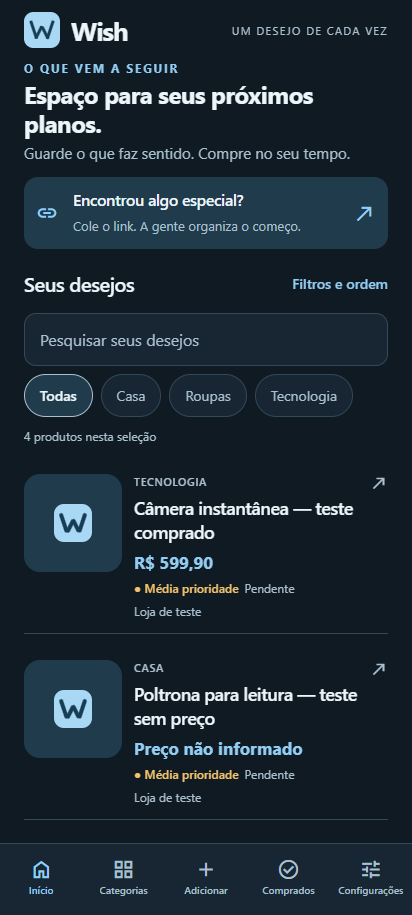 Wish
UM DESEJO DE CADA VEZ
O QUE VEM A SEGUIR
Espaço para seus próximos
planos.
Guarde o que faz sentido. Compre no seu tempo.
Encontrou algo especial?
Cole o link. A gente organiza o começo.
Seus desejos
Filtros e ordem
Pesquisar seus desejos
Todas
Casa
Roupas
Tecnologia
4 produtos nesta seleção
W
TECNOLOGIA
Câmera instantânea — teste
comprado
R$ 599,90
● Média prioridade Pendente
Loja de teste
W
CASA
Poltrona para leitura — teste
sem preço
Preço não informado
● Média prioridade Pendente
Loja de teste
Início
Categorias
Adicionar
Comprados
Configurações